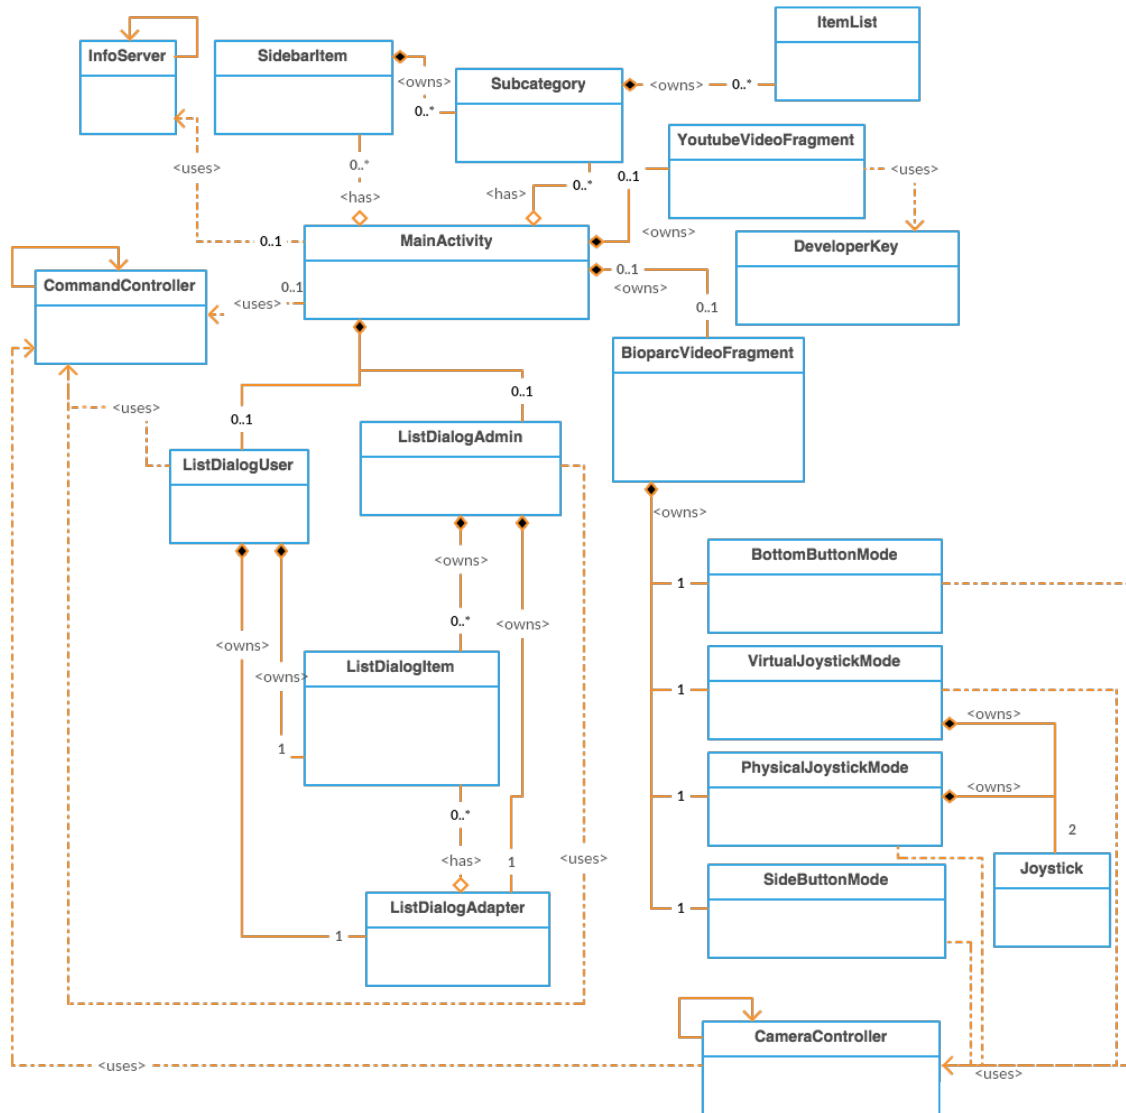 ItemList
InfoServer
SidebarItem
<owns>
Subcategory
<owns>
0..*
0..*
YoutubeVideoFragment
<uses>
0..*
<uses>
0..*
0..1
<has>
<has>
<owns>
0..1
MainActivity
DeveloperKey
0..1
<owns>
CommandController
0..1
<uses>
0..1
BioparcVideoFragment
<uses>
0..1
0..1
ListDialogAdmin
ListDialogUser
<owns>
BottomButtonMode
<owns>
1
0..*
<owns>
<owns>
VirtualJoystickMode
ListDialogItem
<owns>
1
<owns>
1
PhysicalJoystickMode
<owns>
1
0..*
2
<has>
1
<uses>
Joystick
SideButtonMode
ListDialogAdapter
1
1
CameraController
<uses>
<uses>